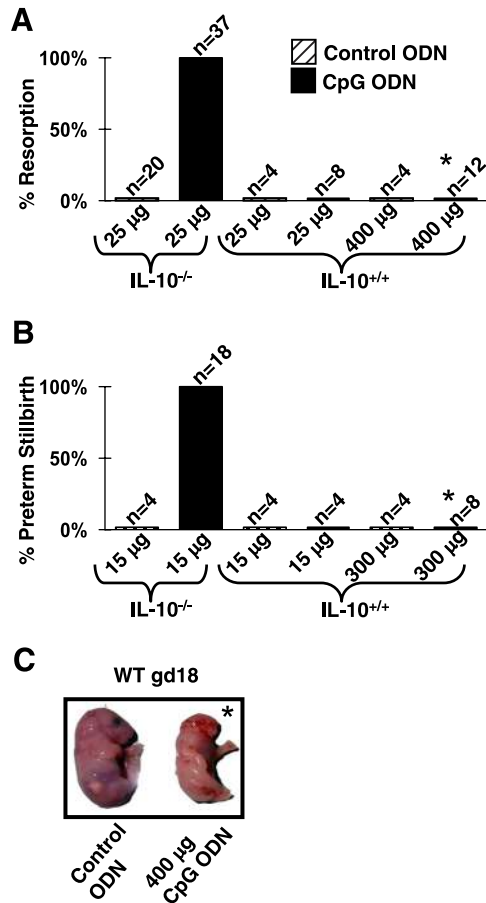 A
Control ODN
CpG ODN
% Resorption
100%
50%
0%
n=20
n=37
n=4
n=8
n=4
*
n=12
25 µg
25 µg
25 µg
25 µg
400 µg
400 µg
IL-10-/-
IL-10+/+
B
% Preterm Stillbirth
100%
50%
0%
n=4
n=18
n=4
n=4
n=4
*
n=8
15 µg
15 µg
15 µg
15 µg
300 µg
300 µg
IL-10-/-
IL-10+/+
C
WT gd18
*
Control
ODN
400 µg
CpG ODN